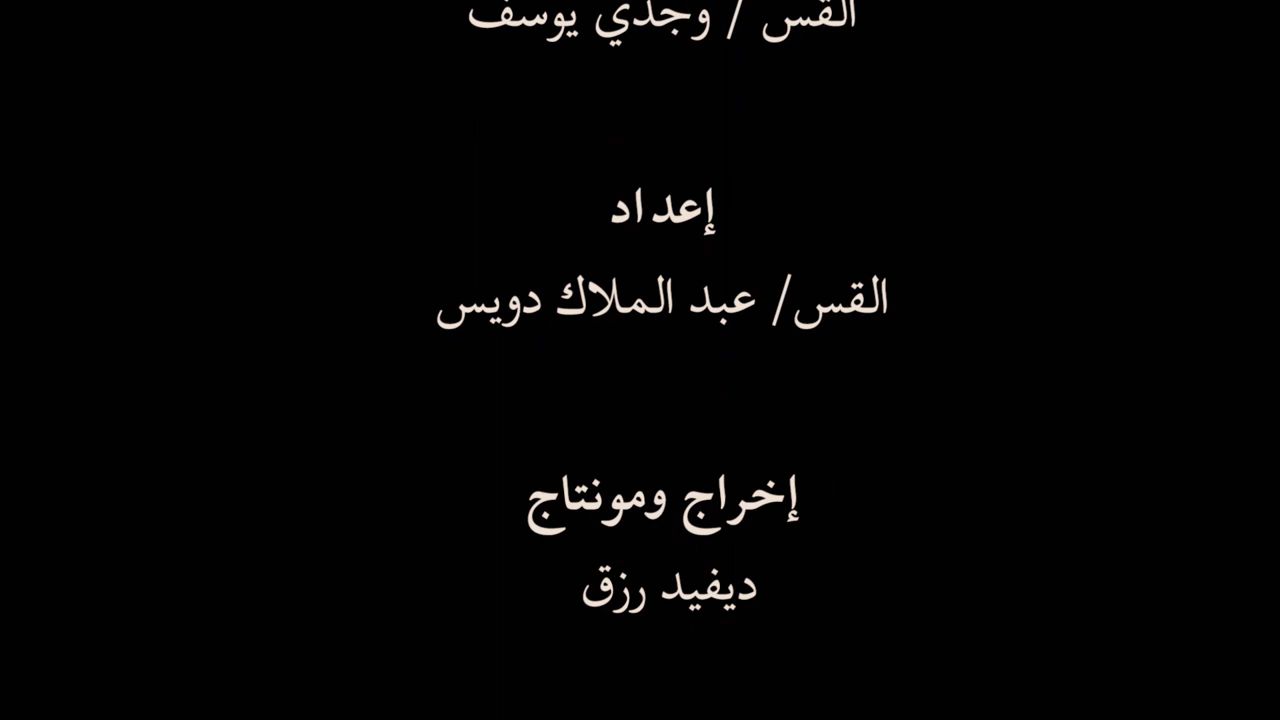 القس / وجدي يوسف
إعداد
القس/ عبد الملاك دويس
إخراج ومونتاج
ديفيد رزق